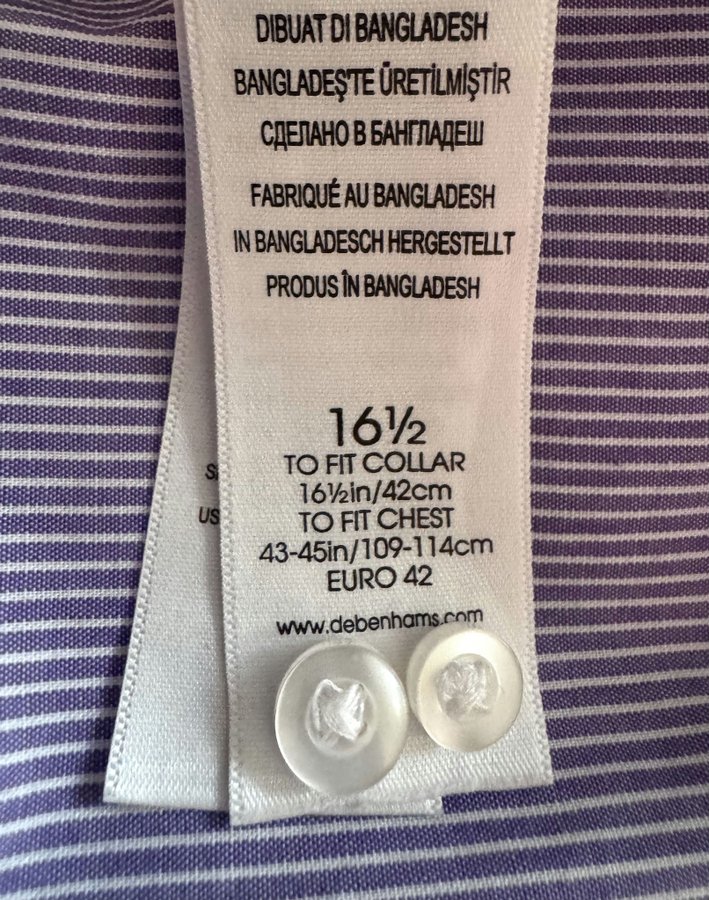 DIBUAT DI BANGLADESH
BANGLADEŞ'TE ÜRETİLMİŞTİR
СДЕЛАНО В БАНГЛАДЕШ
FABRIQUÉ AU BANGLADESH
IN BANGLADESCH HERGESTELLT
PRODUS ÎN BANGLADESH
16½
TO FIT COLLAR
16½in/42cm
TO FIT CHEST
43-45in/109-114cm
EURO 42
www.debenhams.com
US